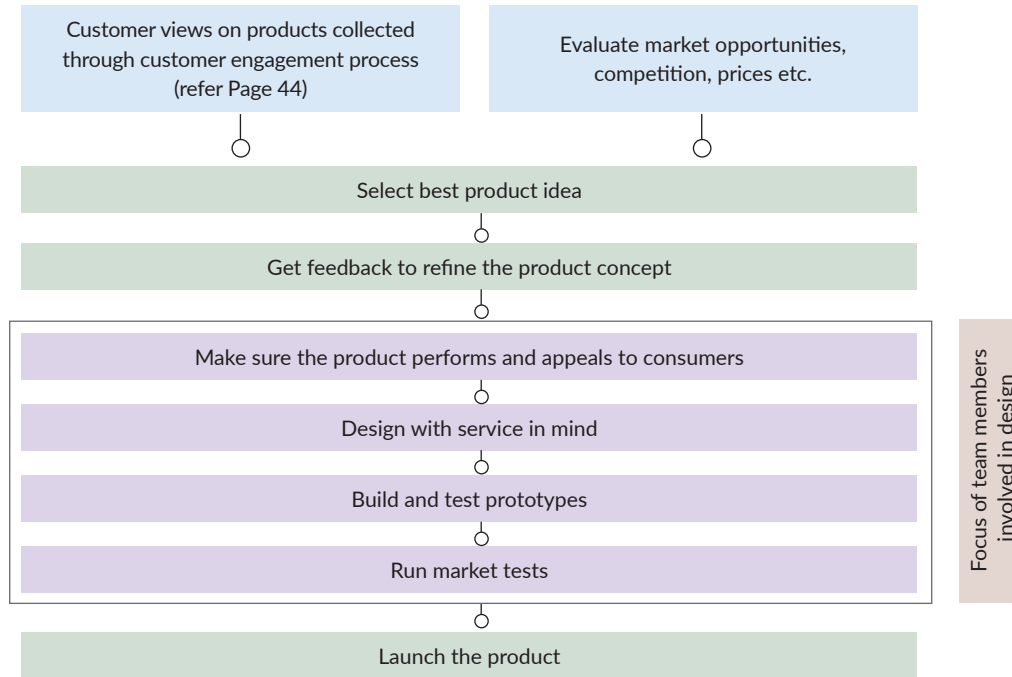 Customer views on products collected
through customer engagement process
(refer Page 44)
Evaluate market opportunities,
competition, prices etc.
Select best product idea
Get feedback to refine the product concept
Make sure the product performs and appeals to consumers
Design with service in mind
Build and test prototypes
Run market tests
Focus of team members
involved in design
Launch the product